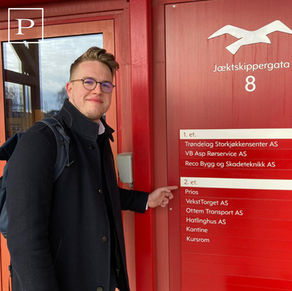 P
Jæktskippergata
8
1. et.
Trøndelag Storkjøkkensenter AS
VB Asp Rørservice AS
Reco Bygg og Skadeteknikk AS
2. et.
Prios
VekstTorget AS
Ottem Transport AS
Hatlinghus AS
Kantine
Kursrom